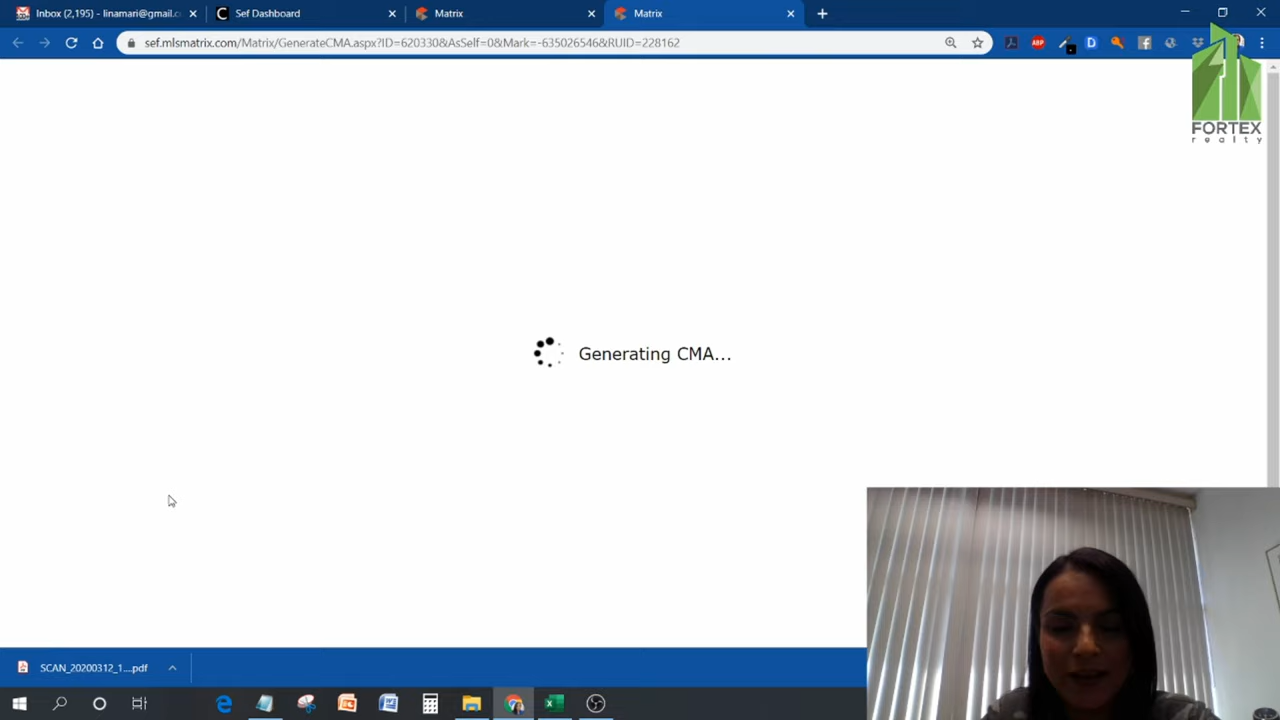 Inbox (2,195) - linamari@gmail.c
Sef Dashboard
Matrix
Matrix
sef.mlsmatrix.com/Matrix/GenerateCMA.aspx?ID=620330&AsSelf=0&Mark=-635026546&RUID=228162
ABP
D
FORTEX
realty
Generating CMA...
SCAN_20200312_1....pdf